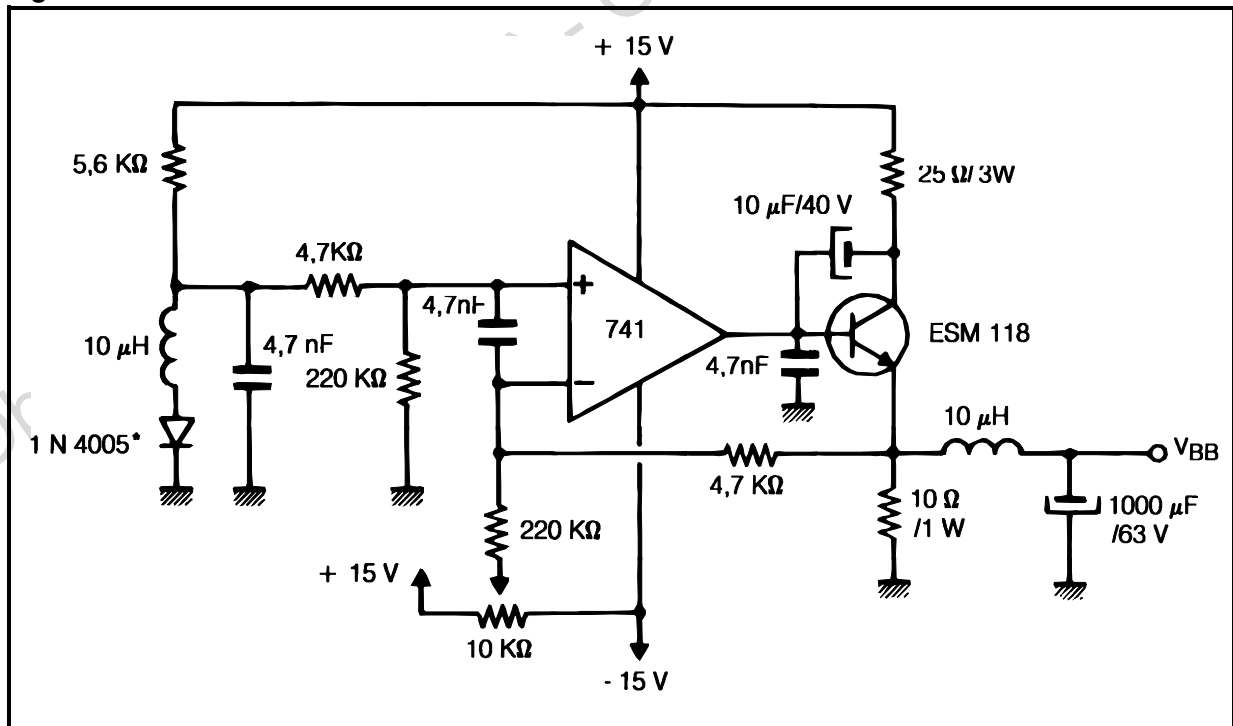 + 15 V
5,6 KΩ
25 Ω/ 3W
10 μF/40 V
4,7KΩ
+
4,7nF
741
ESM 118
10 μH
4,7 nF
220 KΩ
−
4,7nF
10 μH
1 N 4005*
VBB
4,7 KΩ
10 Ω
/1 W
1000 μF
/63 V
220 KΩ
+ 15 V
10 KΩ
- 15 V